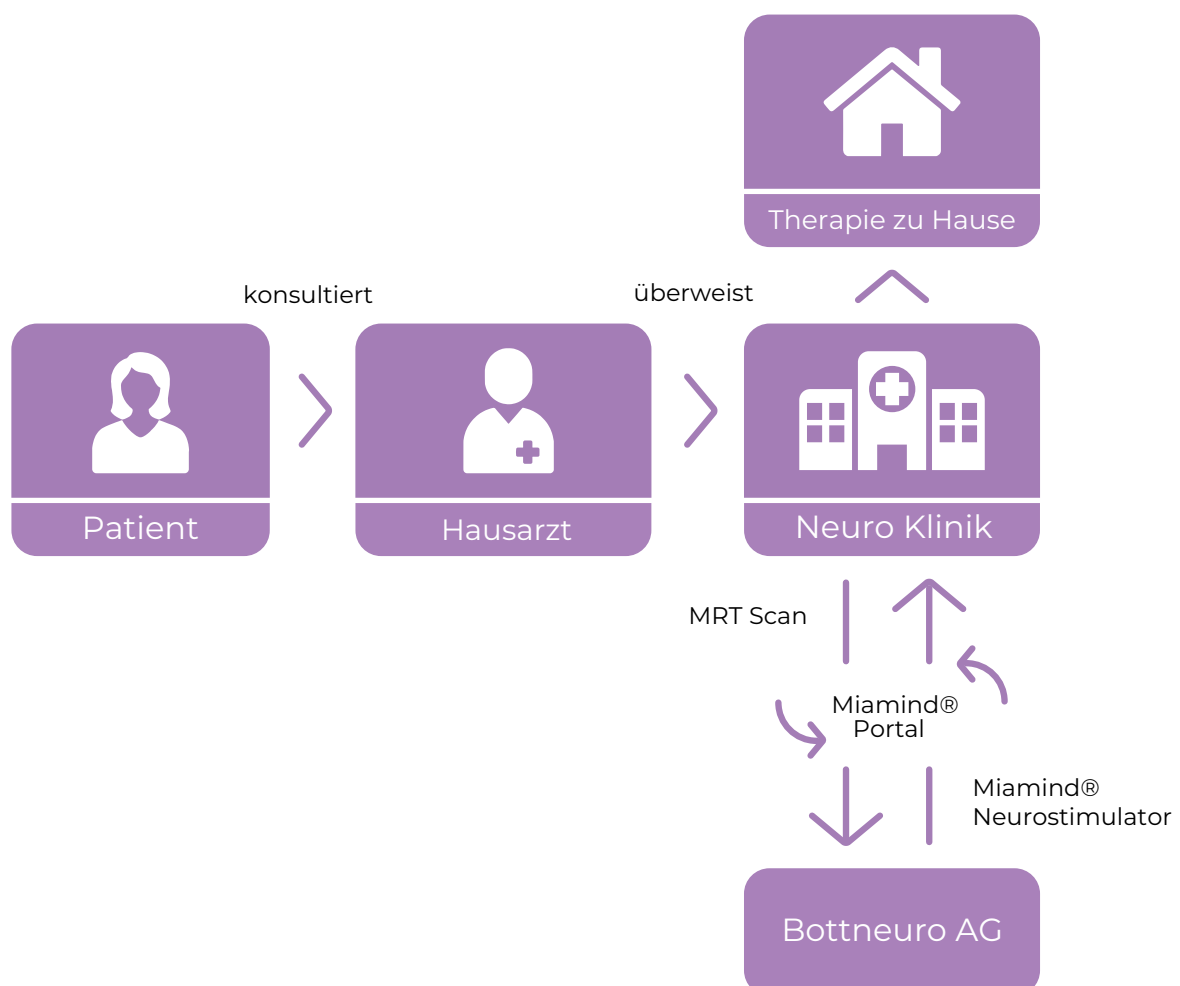 Therapie zu Hause
konsultiert
überweist
Patient
Hausarzt
Neuro Klinik
MRT Scan
Miamind®
Portal
Miamind®
Neurostimulator
Bottneuro AG